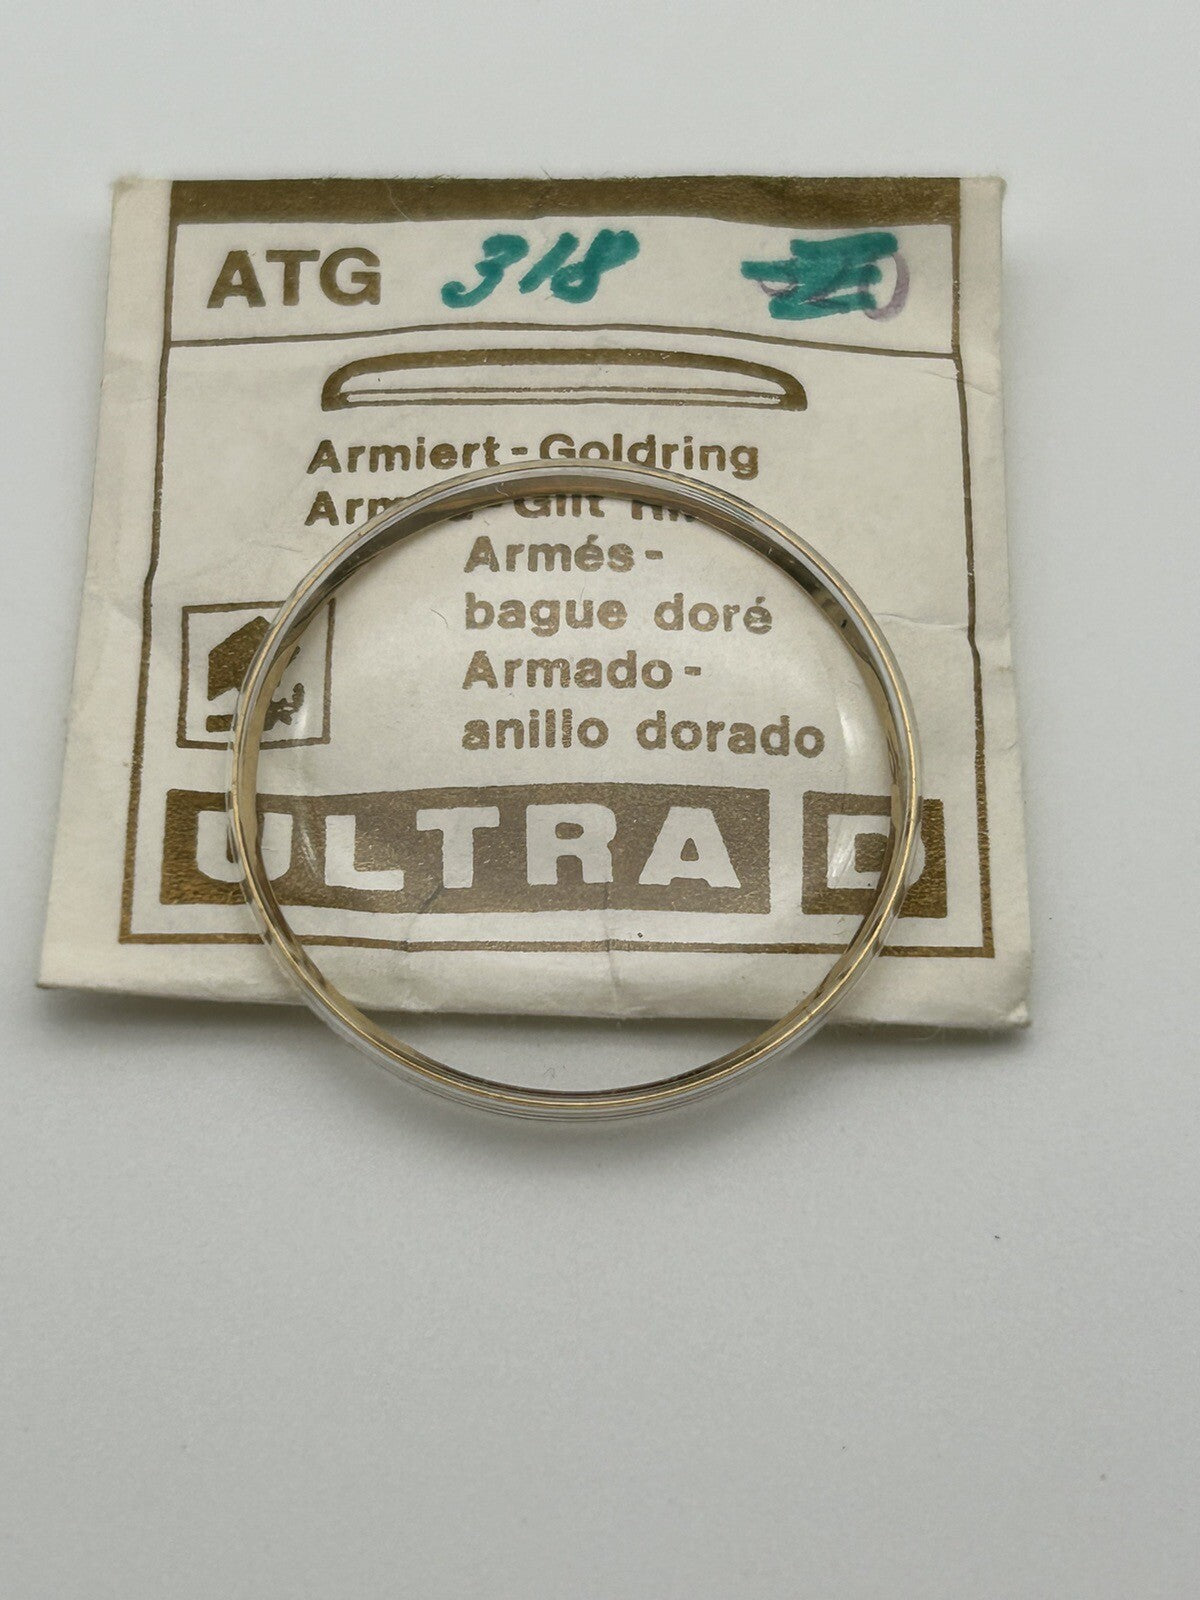 ATG 318
Armiert-Goldring
Armés-
bague doré
Armado-
anillo dorado
ULTRA D